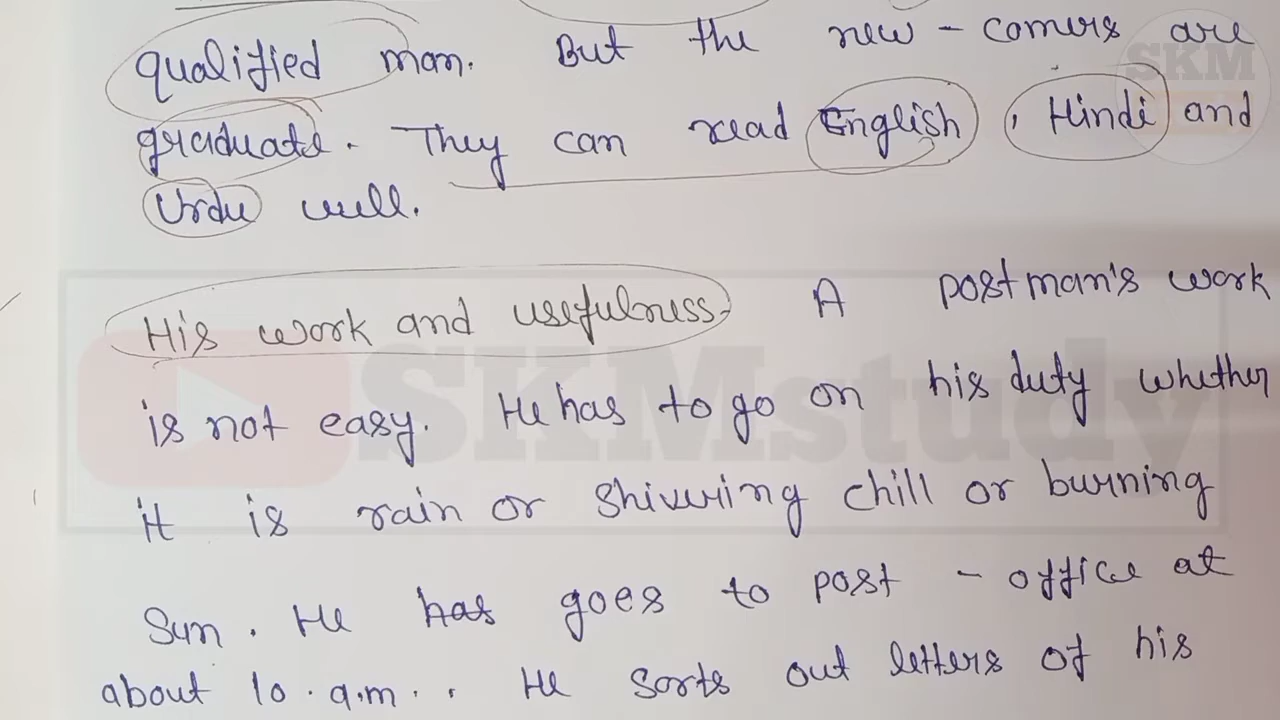 qualified man. But the new - comers are
graduate. They can read English, Hindi and
Urdu well.
His work and usefulness- A postman's work
is not easy. He has to go on his duty whether
it is rain or shivering chill or burning
Sun. He has goes to post - office at
about 10.a.m.. He sorts out letters of his
SKM
SKMstudy